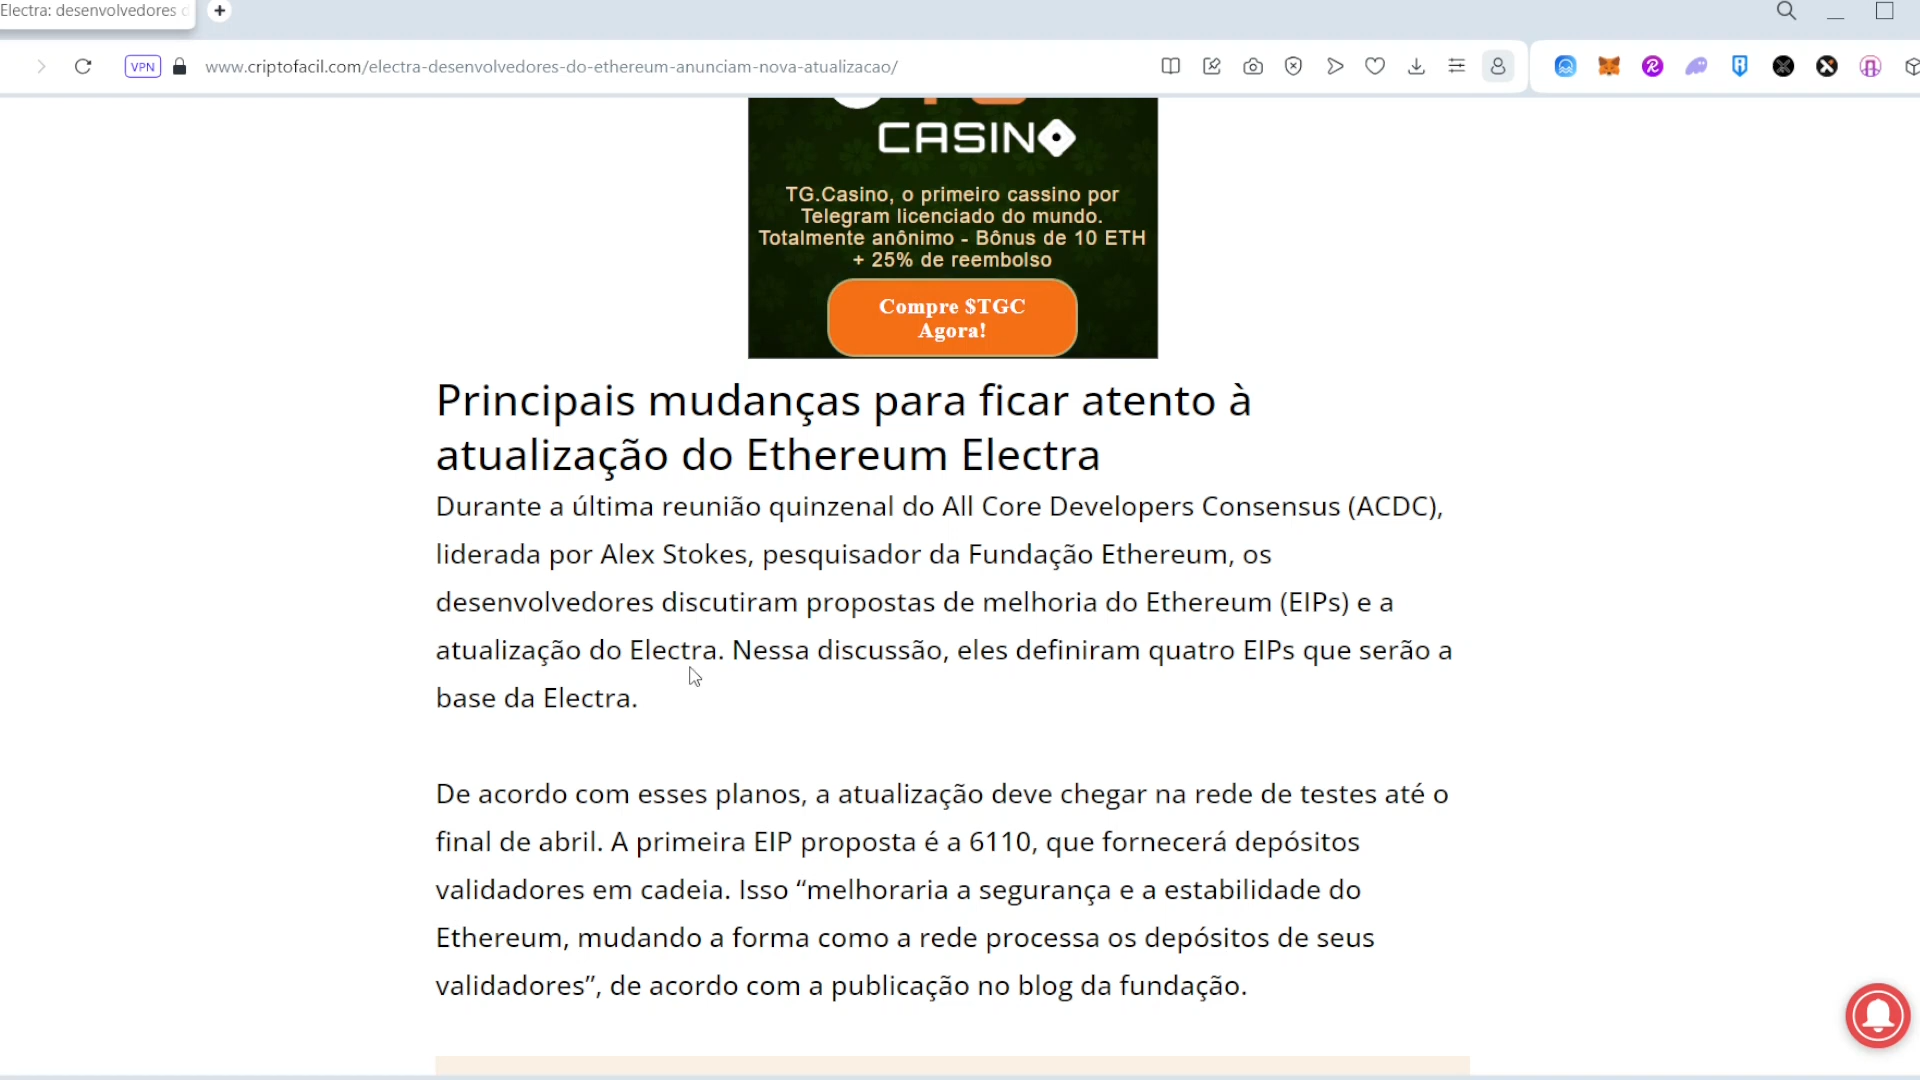 Electra: desenvolvedores d
VPN
www.criptofacil.com/electra-desenvolvedores-do-ethereum-anunciam-nova-atualizacao/
CASINO
TG.Casino, o primeiro cassino por
Telegram licenciado do mundo.
Totalmente anônimo - Bônus de 10 ETH
+ 25% de reembolso
Compre $TGC
Agora!
Principais mudanças para ficar atento à
atualização do Ethereum Electra
Durante a última reunião quinzenal do All Core Developers Consensus (ACDC),
liderada por Alex Stokes, pesquisador da Fundação Ethereum, os
desenvolvedores discutiram propostas de melhoria do Ethereum (EIPs) e a
atualização do Electra. Nessa discussão, eles definiram quatro EIPs que serão a
base da Electra.
De acordo com esses planos, a atualização deve chegar na rede de testes até o
final de abril. A primeira EIP proposta é a 6110, que fornecerá depósitos
validadores em cadeia. Isso “melhoraria a segurança e a estabilidade do
Ethereum, mudando a forma como a rede processa os depósitos de seus
validadores”, de acordo com a publicação no blog da fundação.